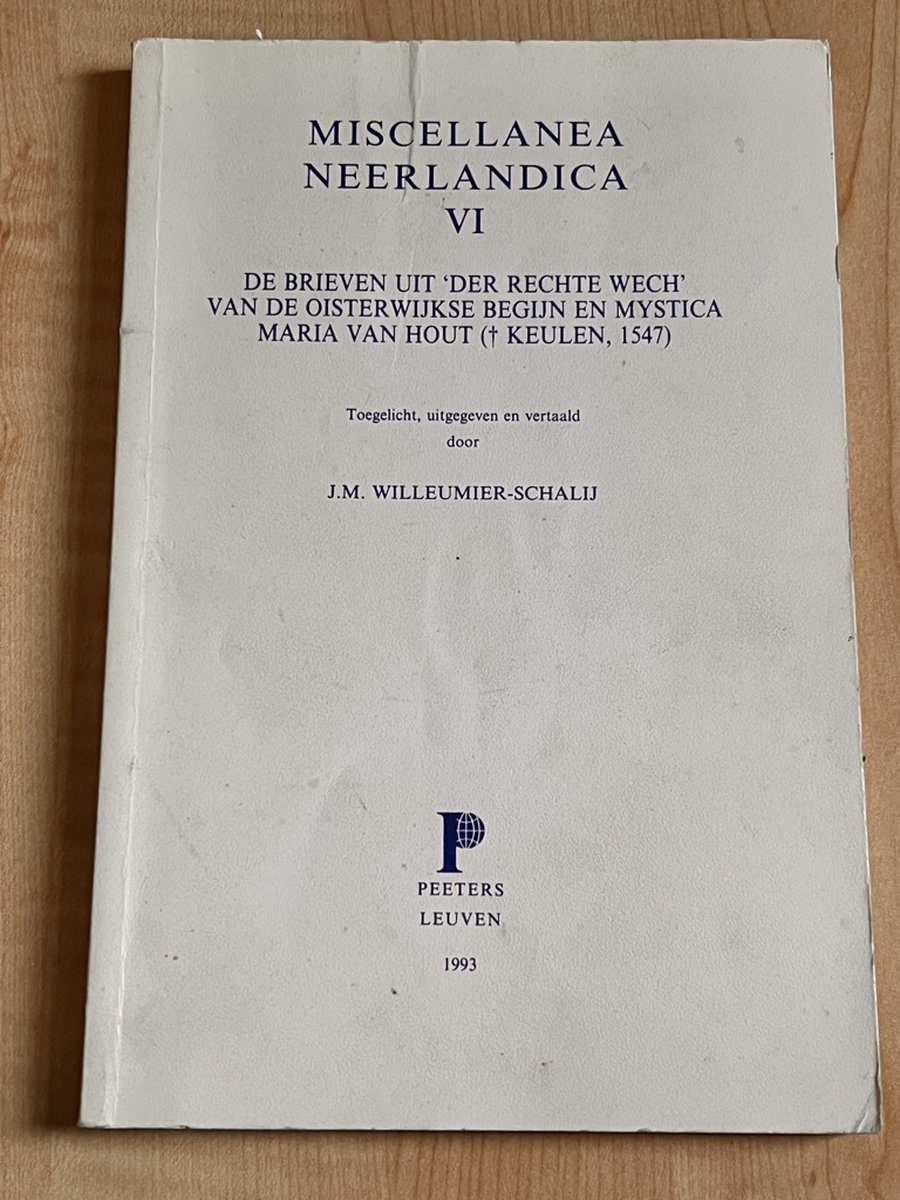 MISCELLANEA
NEERLANDICA
VI
DE BRIEVEN UIT ‘DER RECHTE WECH’
VAN DE OISTERWIJKSE BEGIJN EN MYSTICA
MARIA VAN HOUT († KEULEN, 1547)
Toegelicht, uitgegeven en vertaald
door
J.M. WILLEUMIER-SCHALIJ
P
PEETERS
LEUVEN
1993